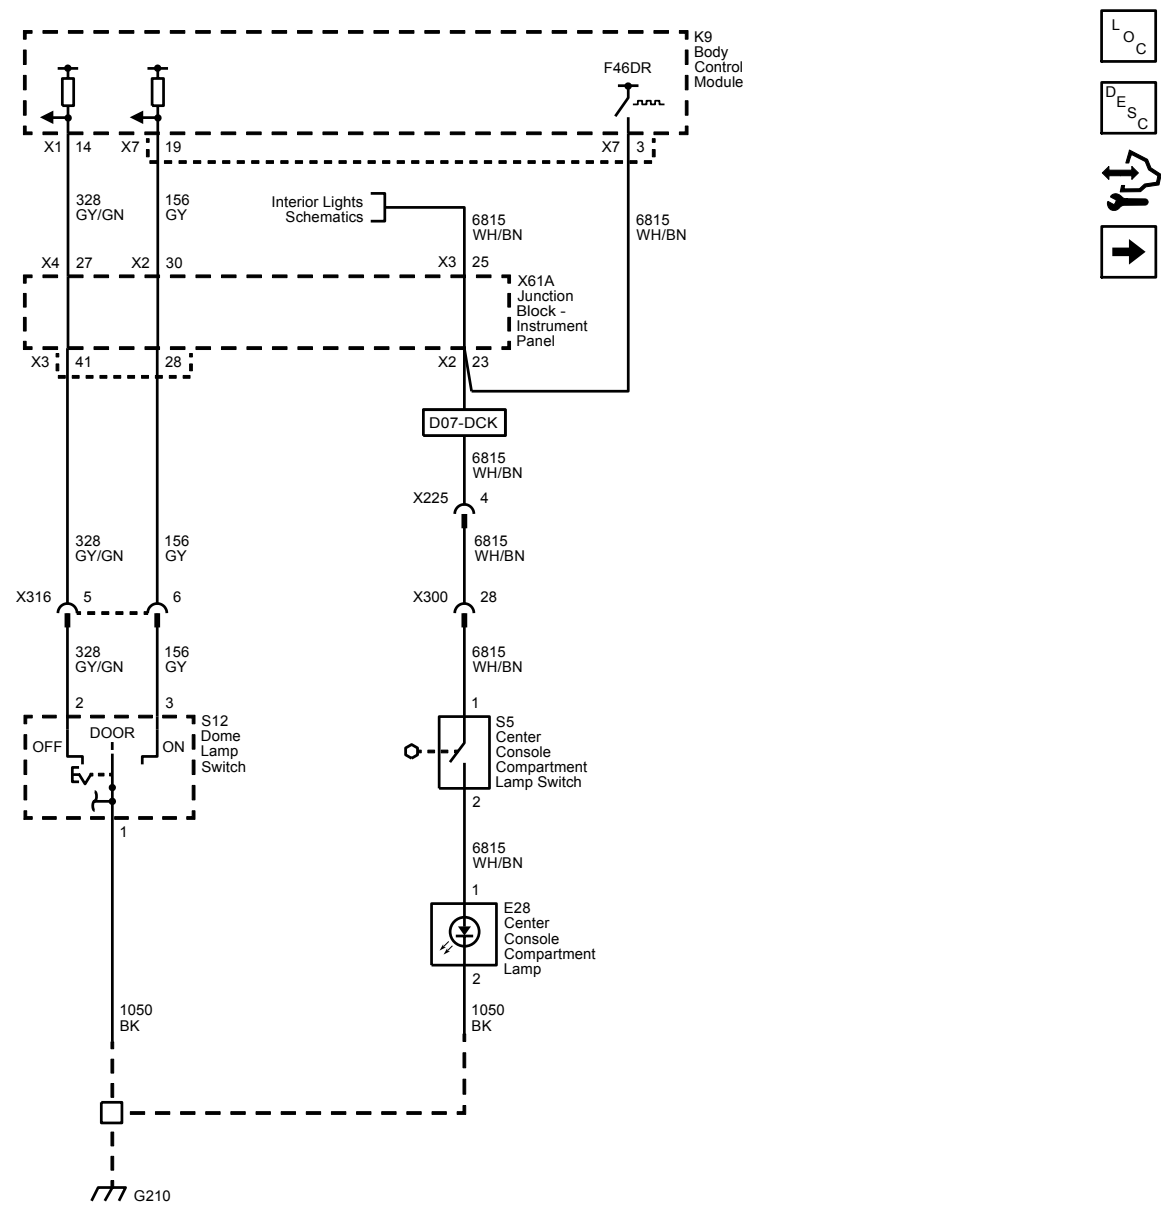 K9
Body
Control
Module
F46DR
X1 14 X7 19 X7 3
328
GY/GN
156
GY
Interior Lights
Schematics
6815
WH/BN
6815
WH/BN
X4 27 X2 30 X3 25
X61A
Junction
Block -
Instrument
Panel
X3 41 28 X2 23
D07-DCK
6815
WH/BN
X225 4
328
GY/GN
156
GY
6815
WH/BN
X316 5 6 X300 28
328
GY/GN
156
GY
6815
WH/BN
2 3 1
OFF DOOR ON
S12
Dome
Lamp
Switch
S5
Center
Console
Compartment
Lamp Switch
1 2
6815
WH/BN
1
E28
Center
Console
Compartment
Lamp
2
1050
BK
1050
BK
G210
LOC
DESC